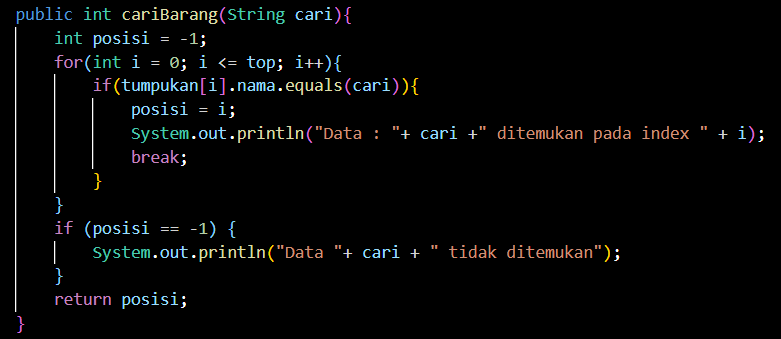 public int cariBarang(String cari){
    int posisi = -1;
    for(int i = 0; i <= top; i++){
        if(tumpukan[i].nama.equals(cari)){
            posisi = i;
            System.out.println("Data : "+ cari +" ditemukan pada index " + i);
            break;
        }
    }
    if (posisi == -1) {
        System.out.println("Data "+ cari + " tidak ditemukan");
    }
    return posisi;
}